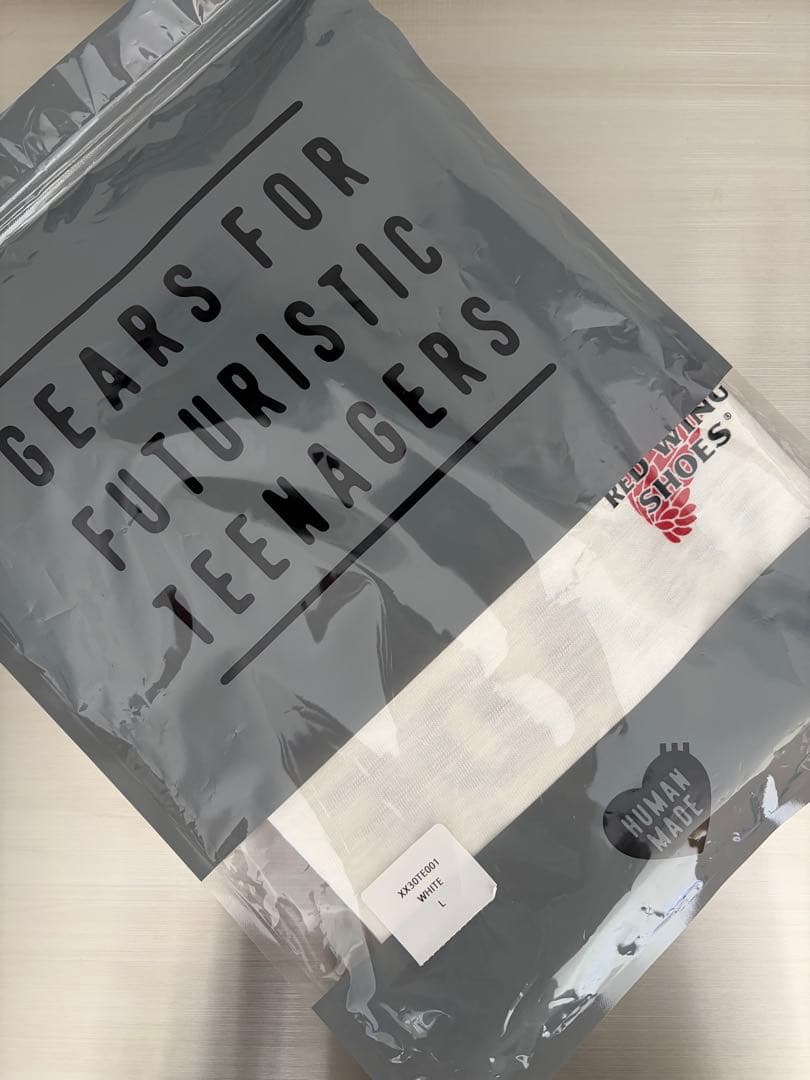 GEARS FOR
FUTURISTIC
TEENAGERS
RED WING
SHOES®
HUMAN
MADE
XX30TE001
WHITE
L